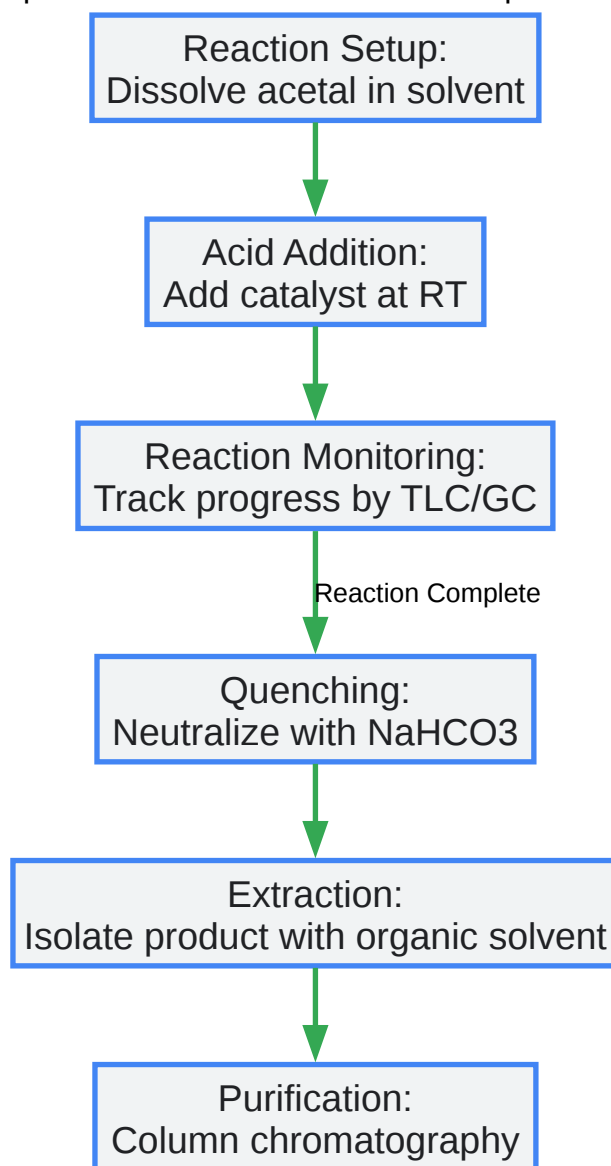 Reaction Setup:
Dissolve acetal in solvent
Acid Addition:
Add catalyst at RT
Reaction Monitoring:
Track progress by TLC/GC
Reaction Complete
Quenching:
Neutralize with NaHCO3
Extraction:
Isolate product with organic solvent
Purification:
Column chromatography